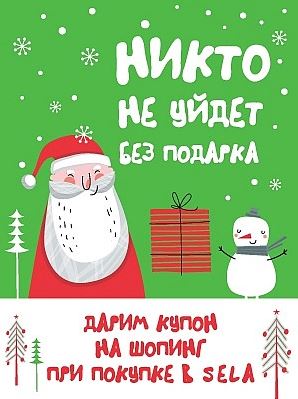 НИКТО
НЕ УЙДЕТ
БЕЗ ПОДАРКА
ДАРИМ КУПОН
НА ШОПИНГ
ПРИ ПОКУПКЕ В SELA